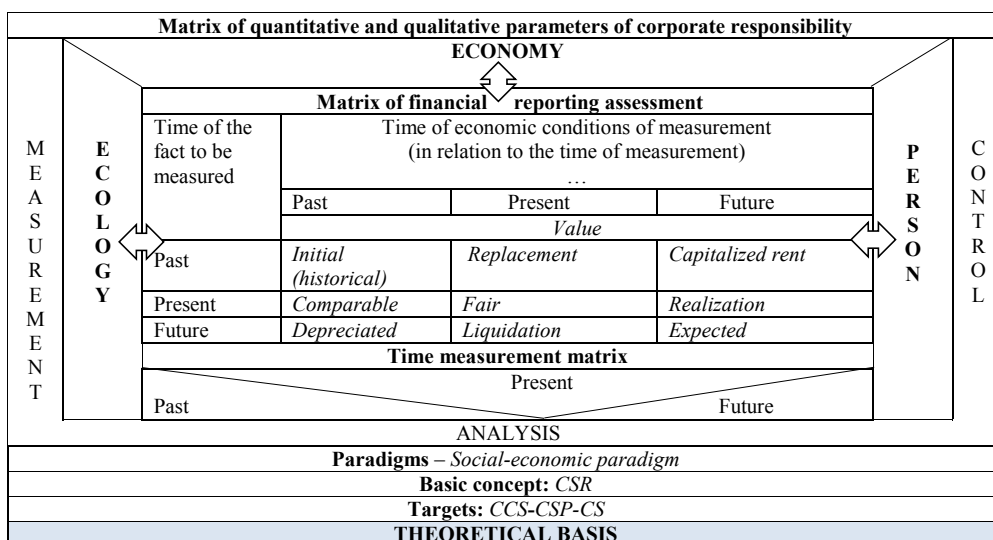 Matrix of quantitative and qualitative parameters of corporate responsibility
ECONOMY
MEASUREMENT
ECOLOGY
Matrix of financial reporting assessment
Time of the
fact to be
measured
Time of economic conditions of measurement
(in relation to the time of measurement)
…
Past Present Future
Value
Past Initial
(historical) Replacement Capitalized rent
Present Comparable Fair Realization
Future Depreciated Liquidation Expected
Time measurement matrix
Present
Past Future
PERSON
CONTROL
ANALYSIS
Paradigms – Social-economic paradigm
Basic concept: CSR
Targets: CCS-CSP-CS
THEORETICAL BASIS